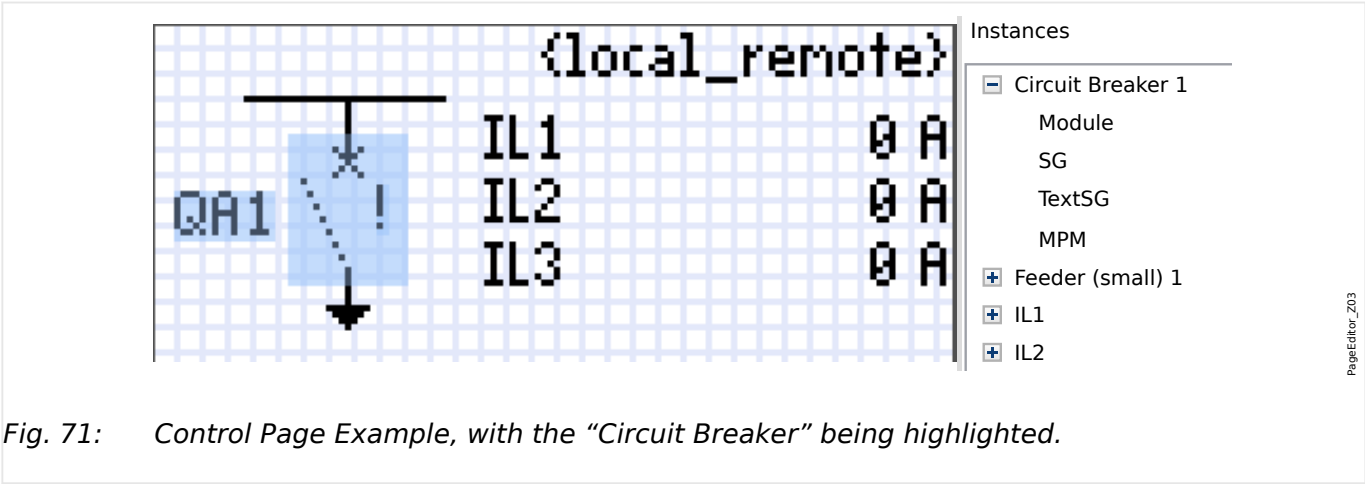 {local_remote}
IL1 0 A
QA1 ! IL2 0 A
IL3 0 A
Instances
Circuit Breaker 1
Module
SG
TextSG
MPM
Feeder (small) 1
IL1
IL2
PageEditor_Z03
Fig. 71: Control Page Example, with the “Circuit Breaker” being highlighted.